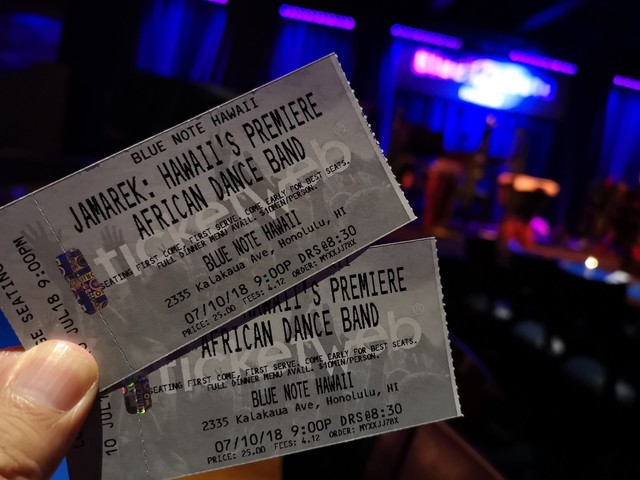 BLUE NOTE HAWAII
JAMAREK: HAWAII'S PREMIERE
AFRICAN DANCE BAND
SEATING FIRST COME, FIRST SERVE. COME EARLY FOR BEST SEATS.
FULL DINNER MENU AVAIL. $10MIN/PERSON.
BLUE NOTE HAWAII
2335 Kalakaua Ave, Honolulu, HI
07/10/18 9:00P DRS@8:30
PRICE: 25.00 FEES: 4.12 ORDER: MYXXJJ78X
ticketweb
SE SEATING
JUL18 9:00PM
HAWAII'S PREMIERE
AFRICAN DANCE BAND
SEATING FIRST COME, FIRST SERVE. COME EARLY FOR BEST SEATS.
FULL DINNER MENU AVAIL. $10MIN/PERSON.
BLUE NOTE HAWAII
2335 Kalakaua Ave, Honolulu, HI
07/10/18 9:00P DRS@8:30
PRICE: 25.00 FEES: 4.12 ORDER: MYXXJJ78X
ticketweb
10 JUL